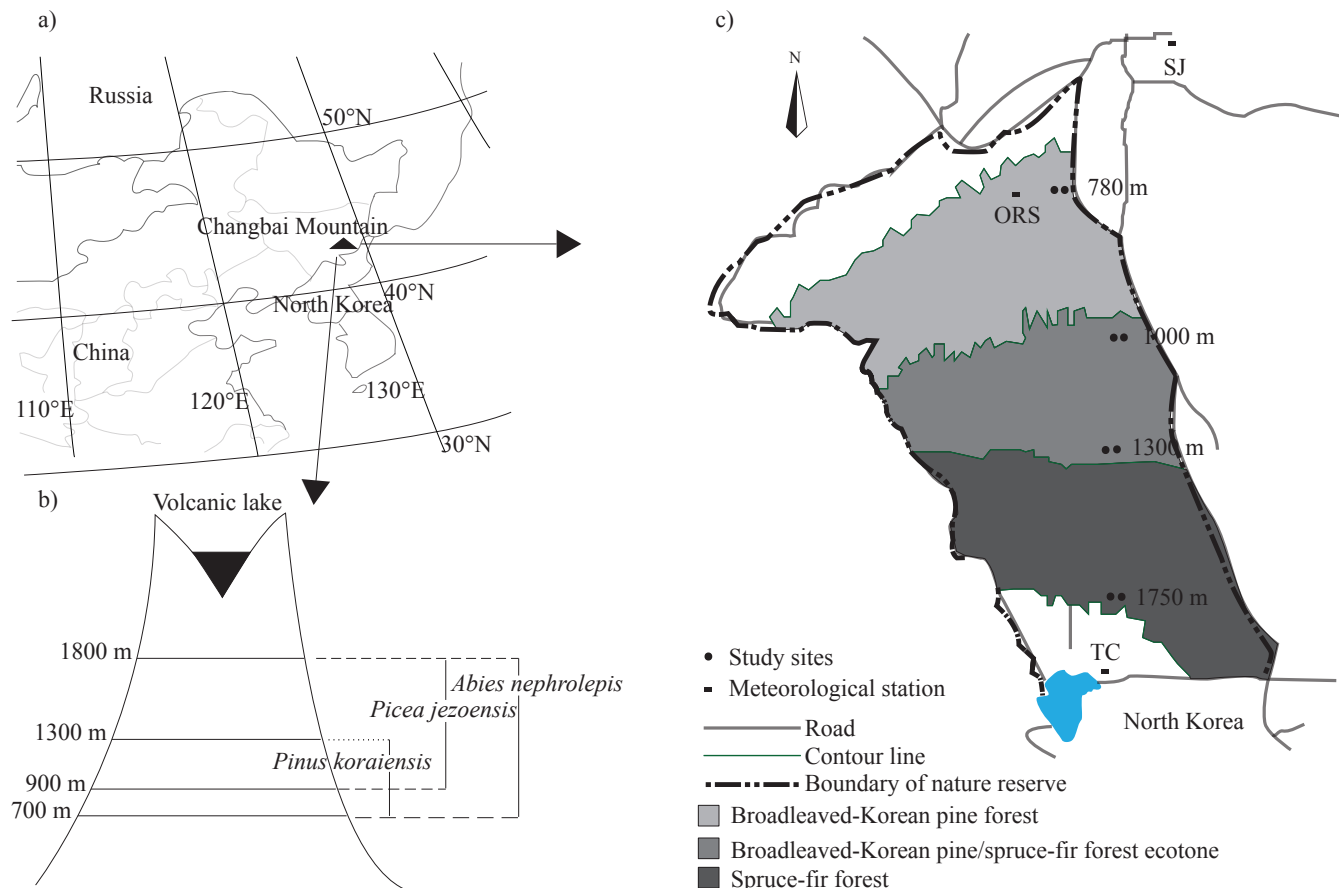 a)
Russia
50°N
Changbai Mountain
40°N
North Korea
China
110°E
120°E
130°E
30°N
b)
Volcanic lake
1800 m
Abies nephrolepis
Picea jezoensis
1300 m
Pinus koraiensis
900 m
700 m
c)
N
SJ
780 m
ORS
1000 m
1300 m
1750 m
TC
North Korea
Study sites
Meteorological station
Road
Contour line
Boundary of nature reserve
Broadleaved-Korean pine forest
Broadleaved-Korean pine/spruce-fir forest ecotone
Spruce-fir forest